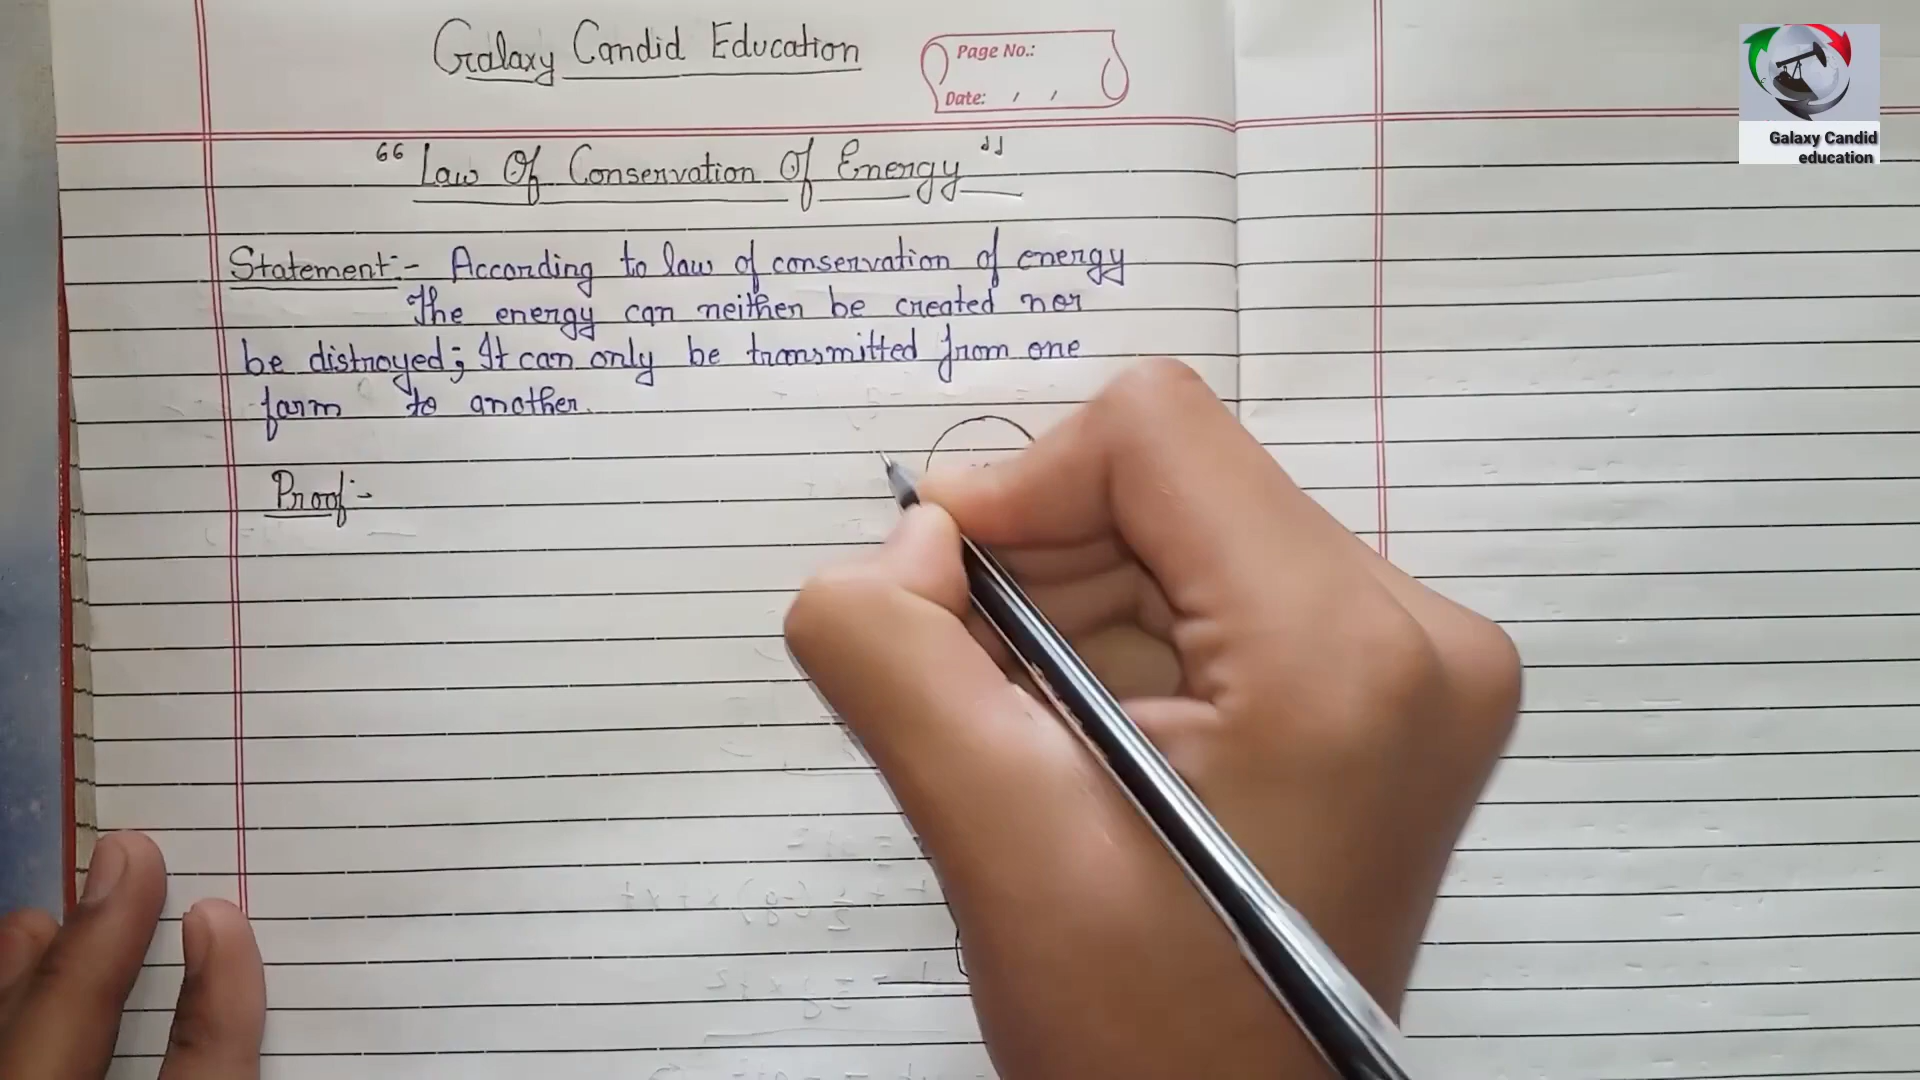 Galaxy Candid Education
Page No.:
Date: / /
Galaxy Candid
education
“Law Of Conservation Of Energy”
Statement:- According to law of conservation of energy
The energy can neither be created nor
be distroyed; It can only be transmitted from one
farm to another.
Proof:-